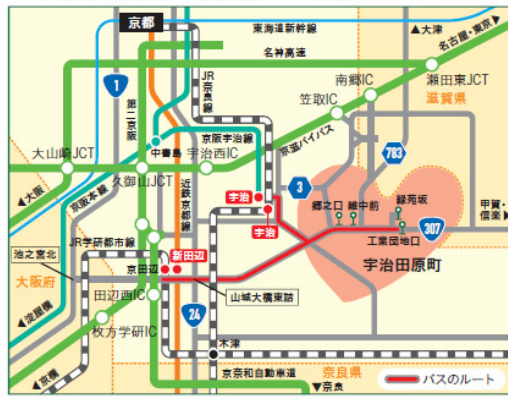 京都
東海道新幹線
▲大津
名古屋・東京▶
名神高速
1
JR奈良線
第二京阪
南郷IC
瀬田東JCT
滋賀県
笠取IC
京阪宇治線
京滋バイパス
中書島
783
大山崎JCT
宇治西IC
◀大阪
久御山JCT
京阪本線
近鉄京都線
3
宇治
緑苑坂
郷之口
維中前
甲賀・
信楽▶
宇治
307
JR学研都市線
工業団地口
池之宮北
新田辺
宇治田原町
大阪府
京田辺
山城大橋東詰
田辺西IC
◀淀屋橋
24
枚方学研IC
木津
京奈和自動車道
奈良県
◀京橋
▼奈良
バスのルート